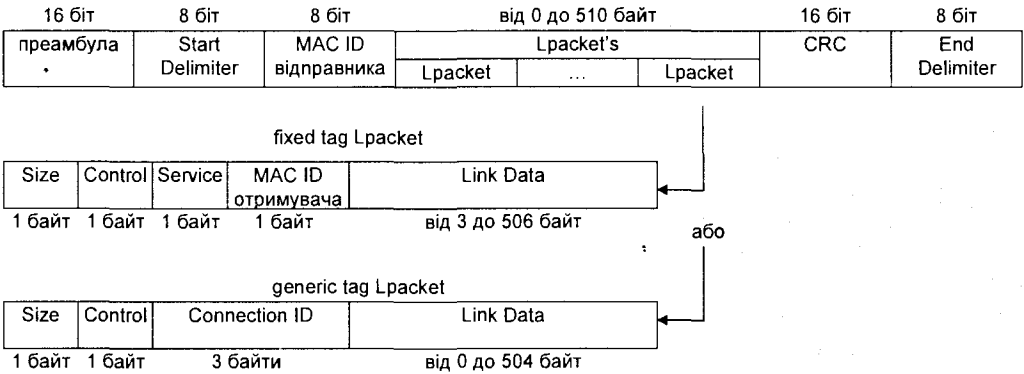 16 біт 8 біт 8 біт від 0 до 510 байт 16 біт 8 біт
преамбула Start Delimiter MAC ID відправника Lpacket's CRC End Delimiter
Lpacket ... Lpacket
fixed tag Lpacket
Size Control Service MAC ID отримувача Link Data
1 байт 1 байт 1 байт 1 байт від 3 до 506 байт
або
generic tag Lpacket
Size Control Connection ID Link Data
1 байт 1 байт 3 байти від 0 до 504 байт